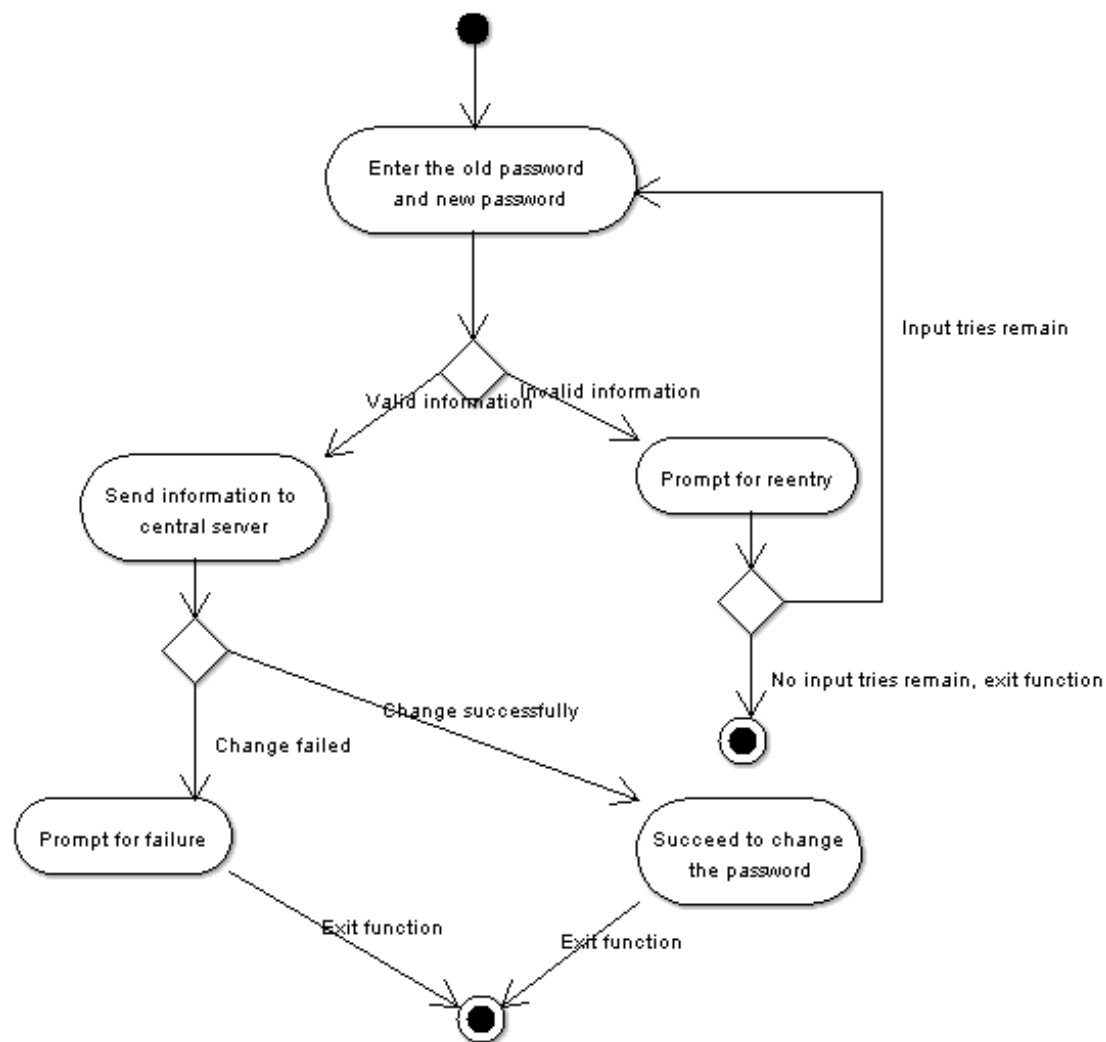 Enter the old password
and new password
Input tries remain
Valid information
Invalid information
Prompt for reentry
Send information to
central server
No input tries remain, exit function
Change successfully
Change failed
Prompt for failure
Succeed to change
the password
Exit function
Exit function